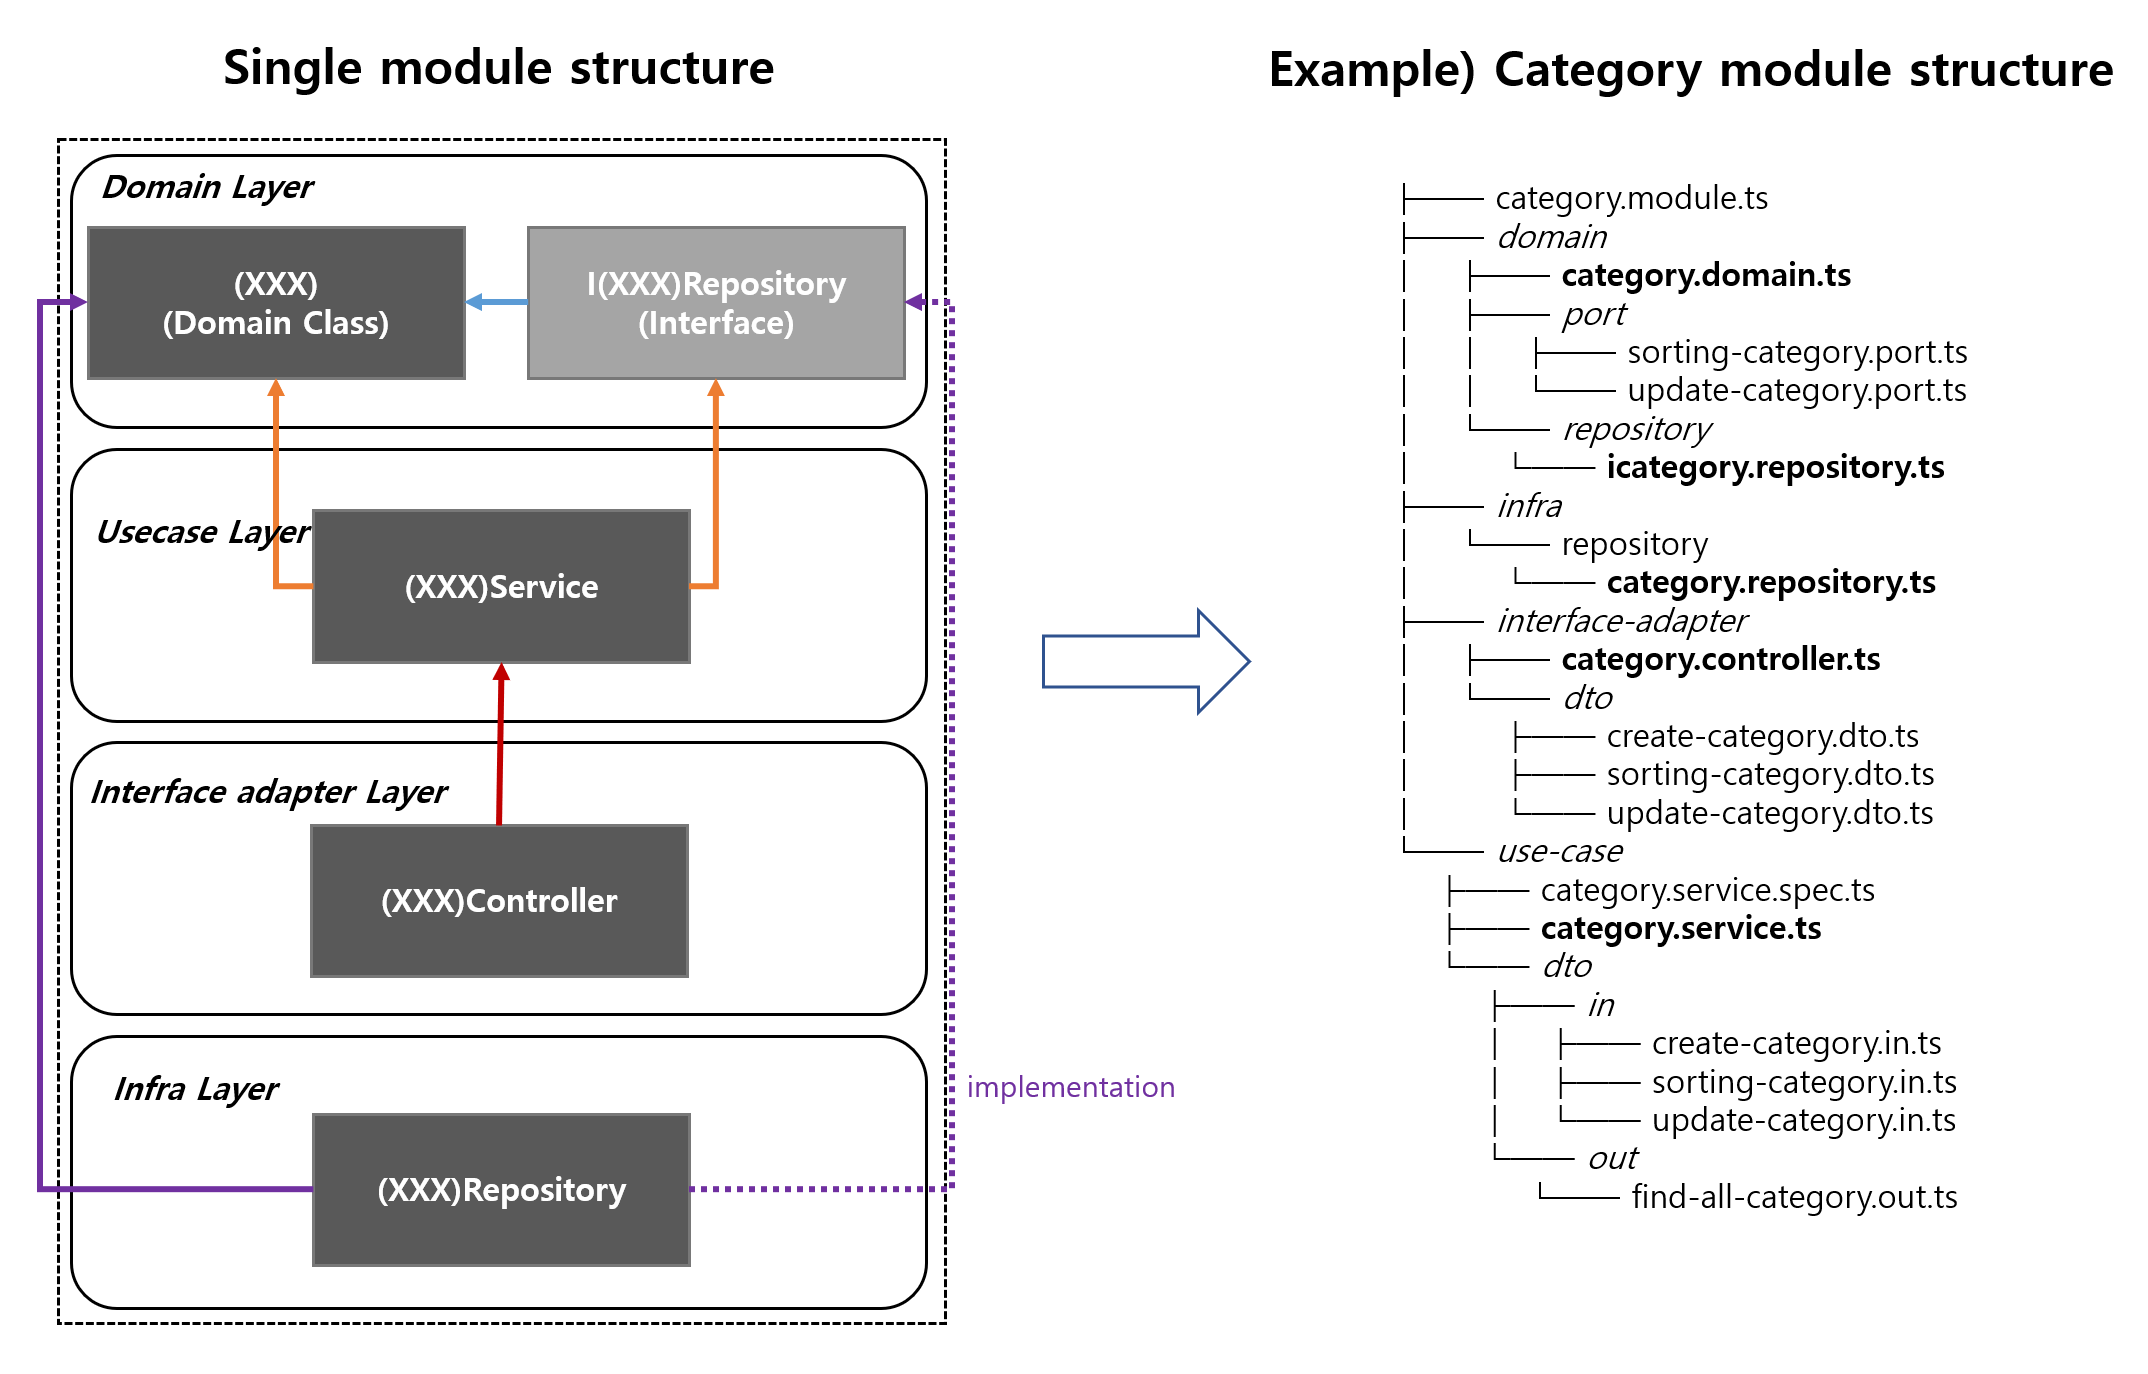 Single module structure
Domain Layer
(XXX)
(Domain Class)
I(XXX)Repository
(Interface)
Usecase Layer
(XXX)Service
Interface adapter Layer
(XXX)Controller
Infra Layer
(XXX)Repository
implementation
Example) Category module structure
category.module.ts
domain
category.domain.ts
port
sorting-category.port.ts
update-category.port.ts
repository
icategory.repository.ts
infra
repository
category.repository.ts
interface-adapter
category.controller.ts
dto
create-category.dto.ts
sorting-category.dto.ts
update-category.dto.ts
use-case
category.service.spec.ts
category.service.ts
dto
in
create-category.in.ts
sorting-category.in.ts
update-category.in.ts
out
find-all-category.out.ts